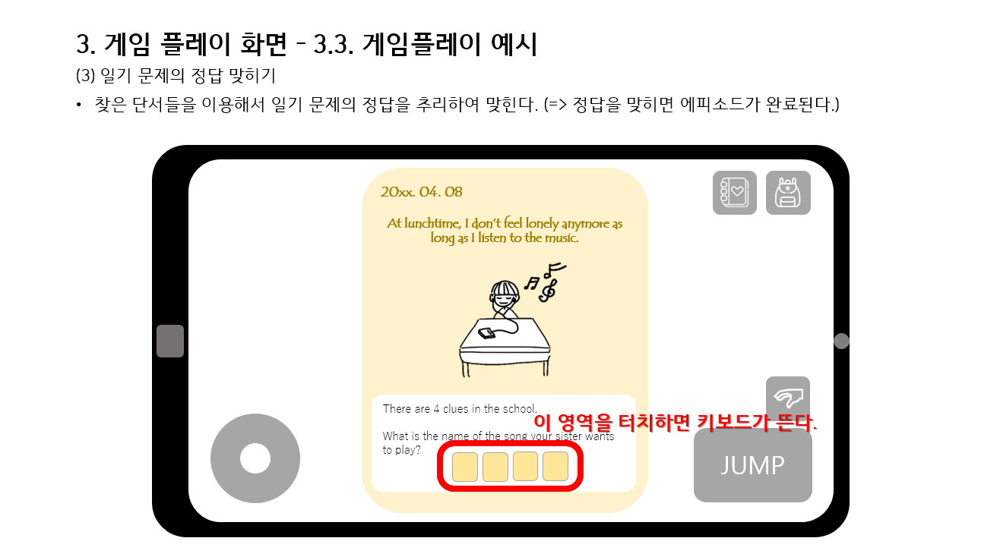 3. 게임 플레이 화면 – 3.3. 게임플레이 예시
(3) 일기 문제의 정답 맞히기
• 찾은 단서들을 이용해서 일기 문제의 정답을 추리하여 맞힌다. (=> 정답을 맞히면 에피소드가 완료된다.)
20xx. 04. 08
At lunchtime, I don't feel lonely anymore as
long as I listen to the music.
There are 4 clues in the school.
이 영역을 터치하면 키보드가 뜬다.
What is the name of the song your sister wants
to play?
JUMP